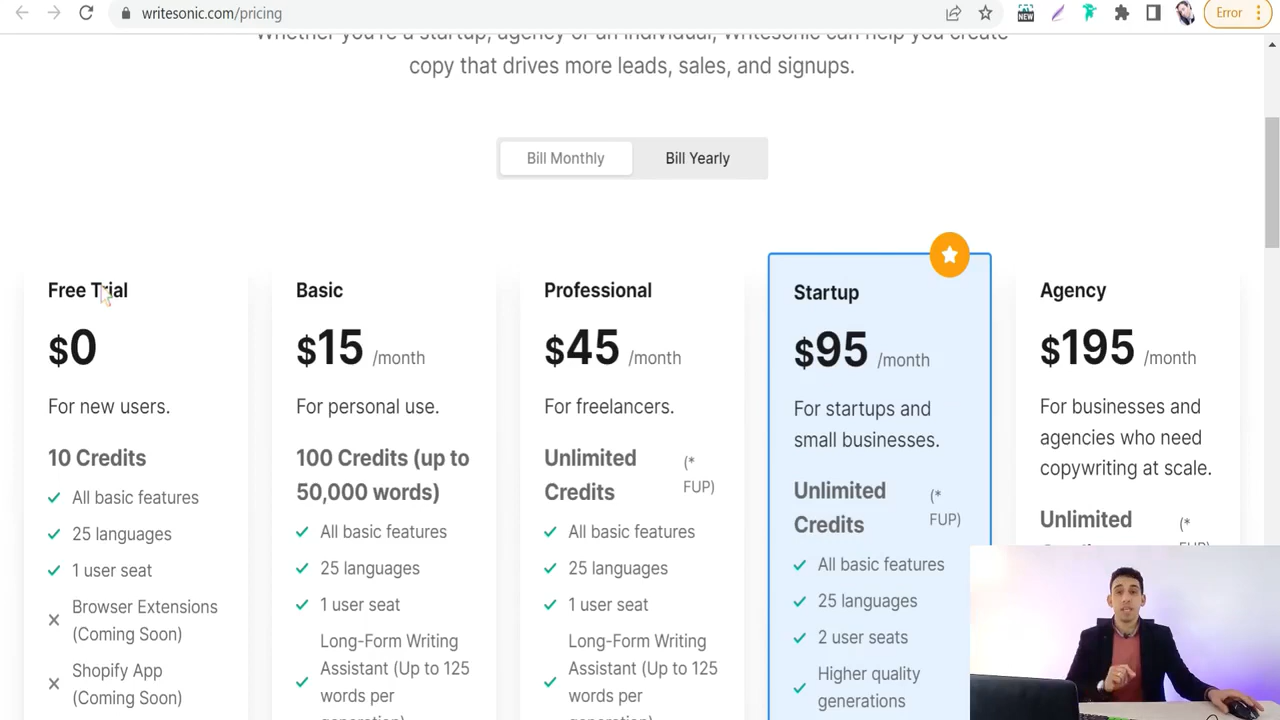 writesonic.com/pricing
NEW
Error
Whether you're a startup, agency or an individual, Writesonic can help you create
copy that drives more leads, sales, and signups.
Bill Monthly
Bill Yearly
Free Trial
$0
For new users.
10 Credits
All basic features
25 languages
1 user seat
Browser Extensions
(Coming Soon)
Shopify App
(Coming Soon)
Basic
$15 /month
For personal use.
100 Credits (up to
50,000 words)
All basic features
25 languages
1 user seat
Long-Form Writing
Assistant (Up to 125
words per
generation)
Professional
$45 /month
For freelancers.
Unlimited (*
Credits FUP)
All basic features
25 languages
1 user seat
Long-Form Writing
Assistant (Up to 125
words per
generation)
Startup
$95 /month
For startups and
small businesses.
Unlimited (*
Credits FUP)
All basic features
25 languages
2 user seats
Higher quality
generations
Agency
$195 /month
For businesses and
agencies who need
copywriting at scale.
Unlimited (*
FUP)